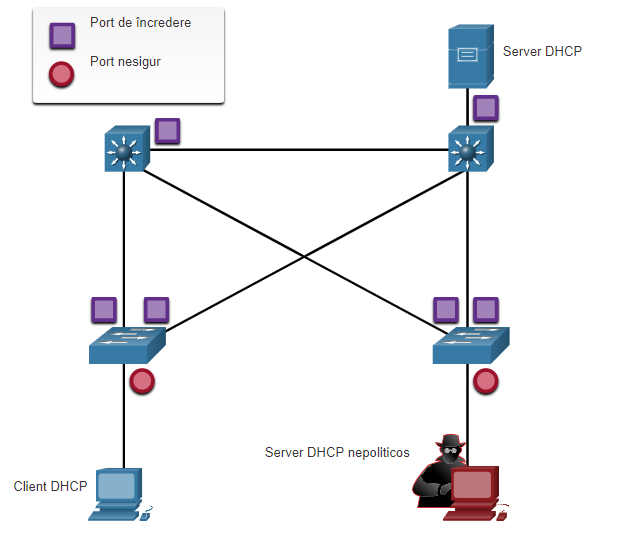 Port de încredere
Port nesigur
Server DHCP
Server DHCP nepoliticos
Client DHCP